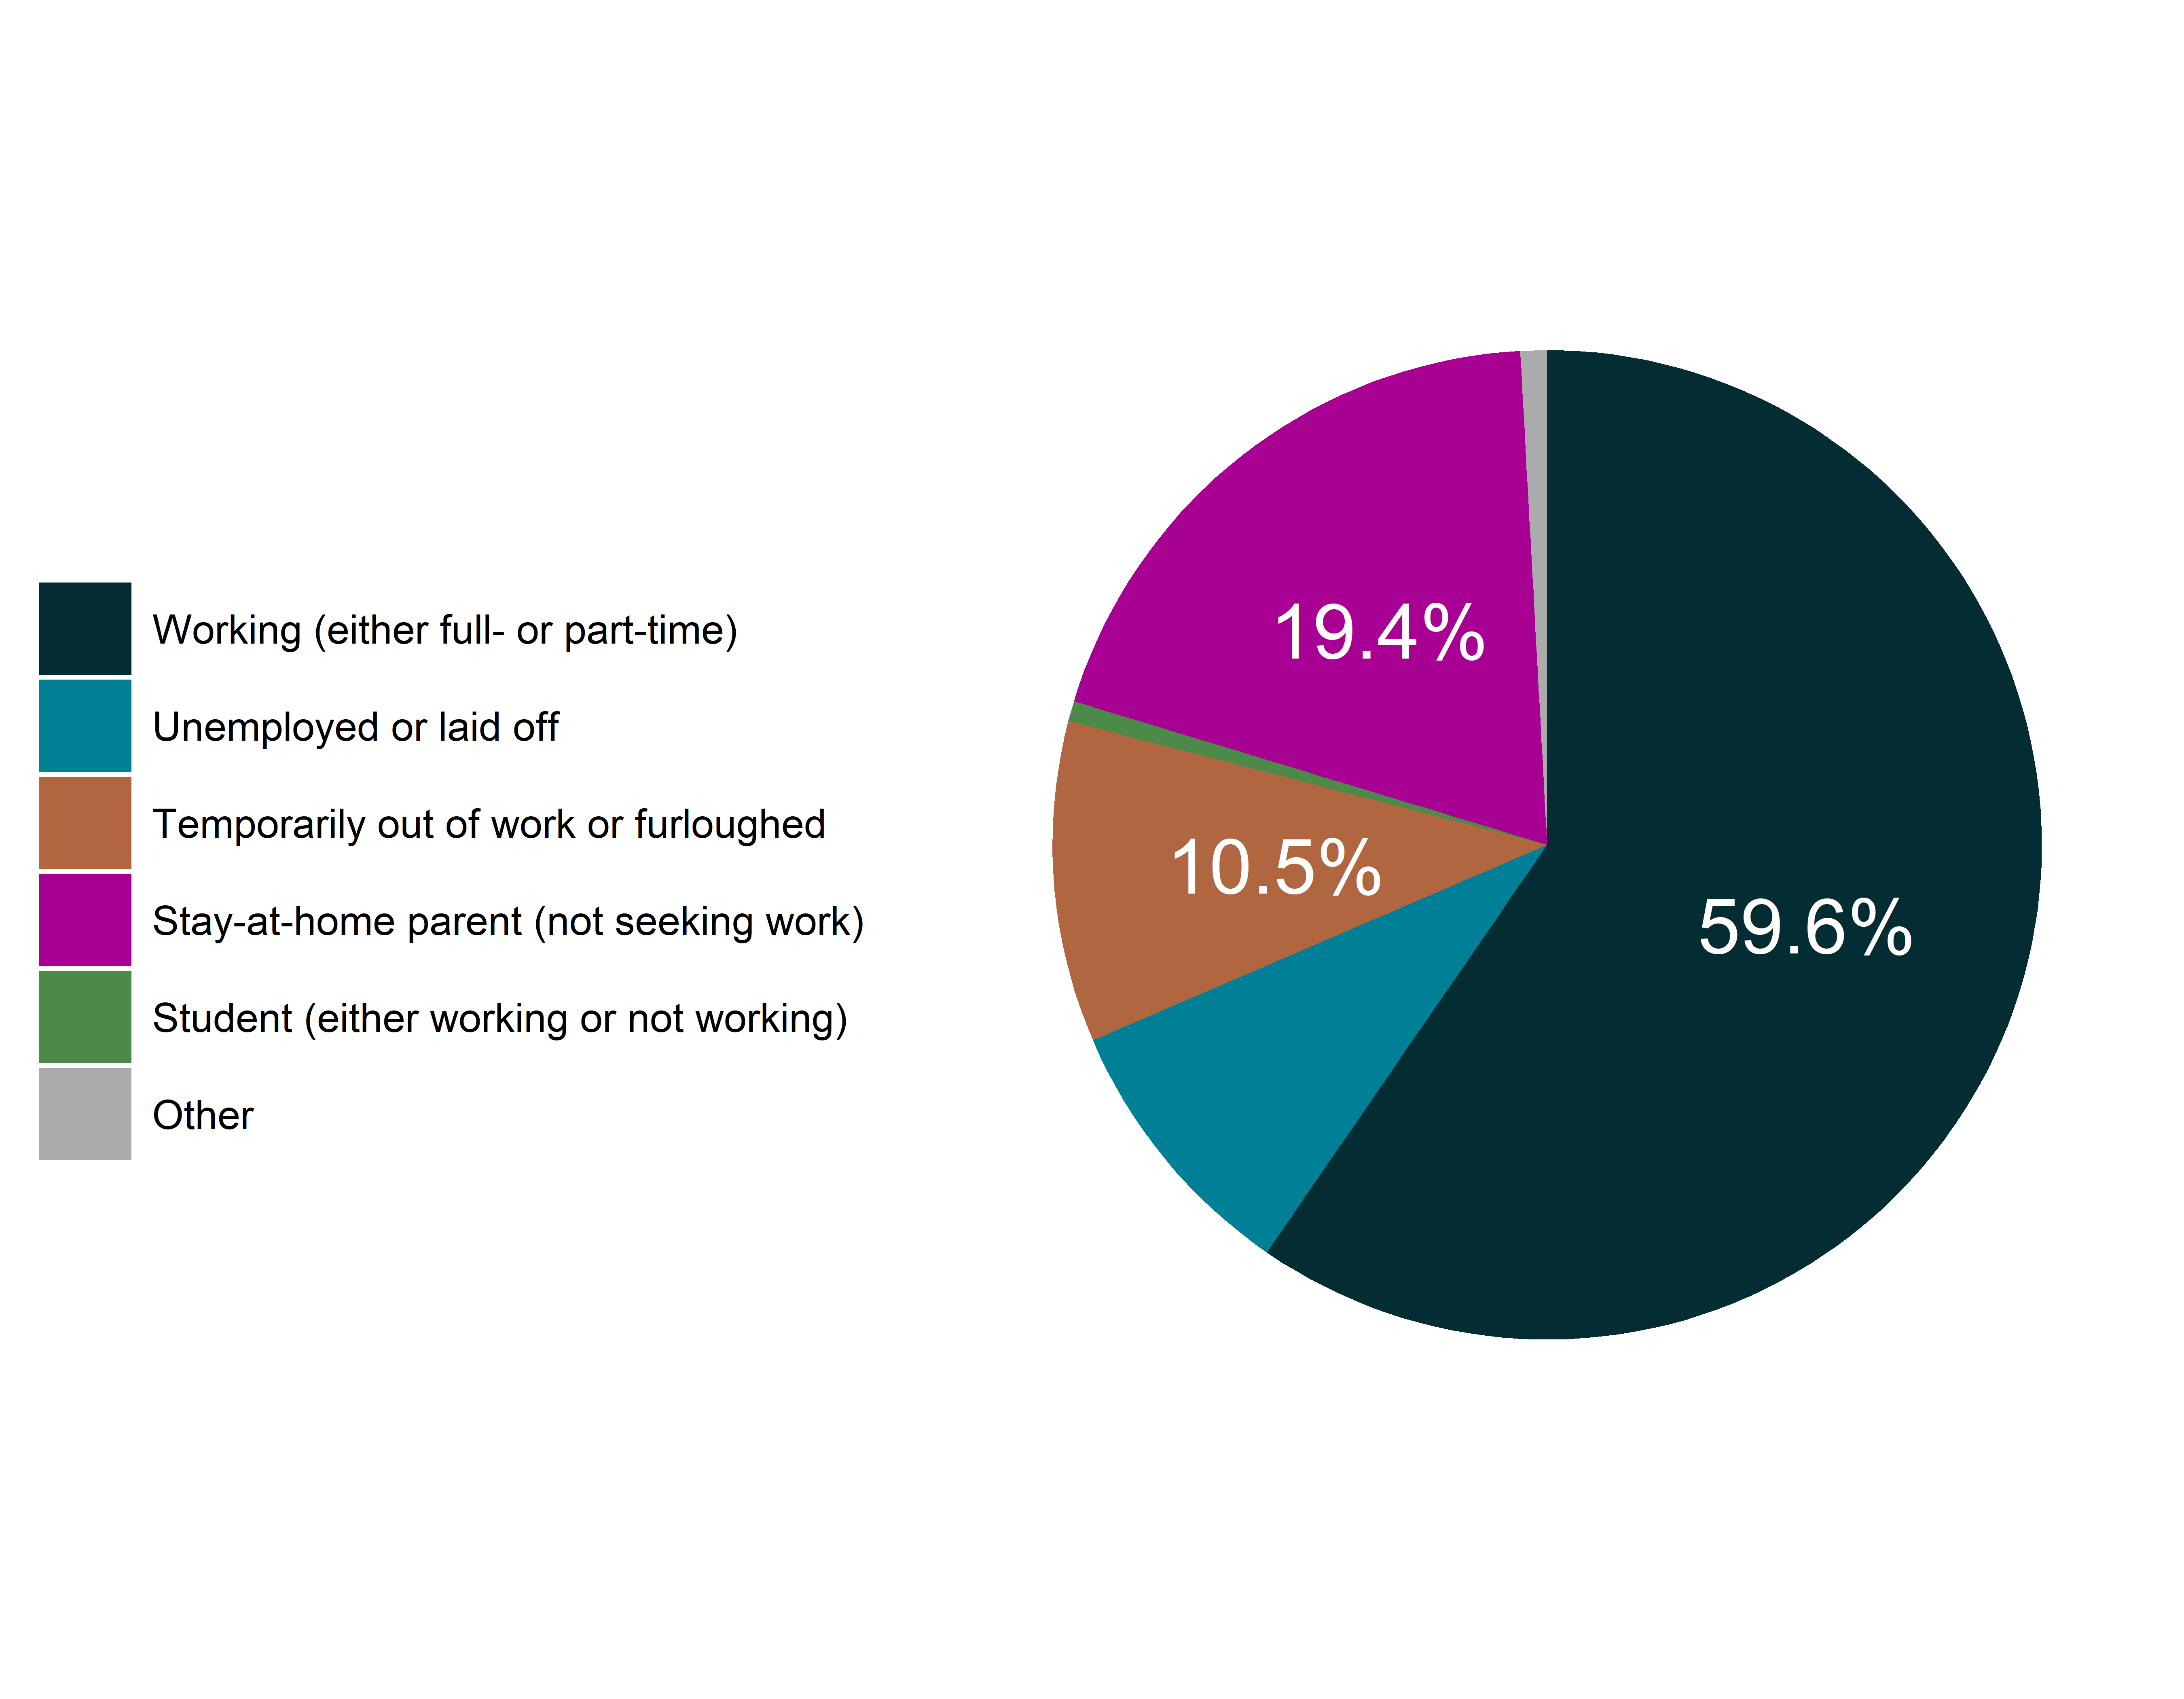 Working (either full- or part-time)
Unemployed or laid off
Temporarily out of work or furloughed
Stay-at-home parent (not seeking work)
Student (either working or not working)
Other
19.4%
10.5%
59.6%